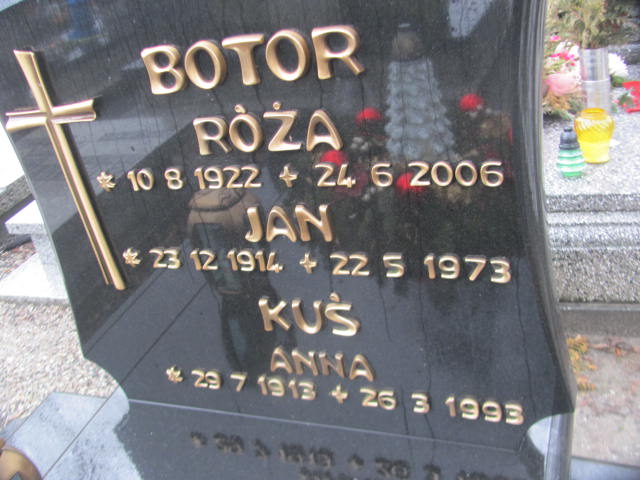 BOTOR
RÓŻA
* 10 8 1922 + 24 6 2006
JAN
* 23 12 1914 + 22 5 1973
KUŚ
ANNA
* 29 7 1913 + 26 3 1993